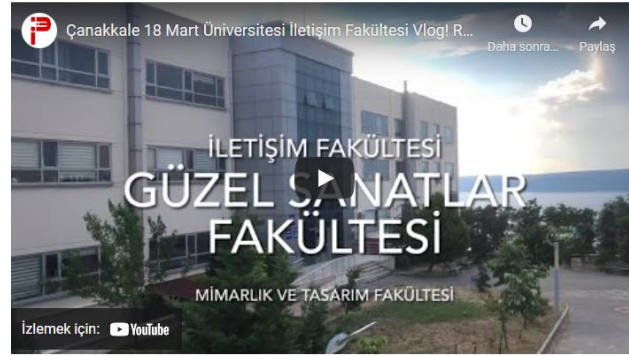 Çanakkale 18 Mart Üniversitesi İletişim Fakültesi Vlog! R...
Daha sonra...
Paylaş
İLETİŞİM FAKÜLTESİ
GÜZEL SANATLAR
FAKÜLTESİ
MİMARLIK VE TASARIM FAKÜLTESİ
İzlemek için: YouTube